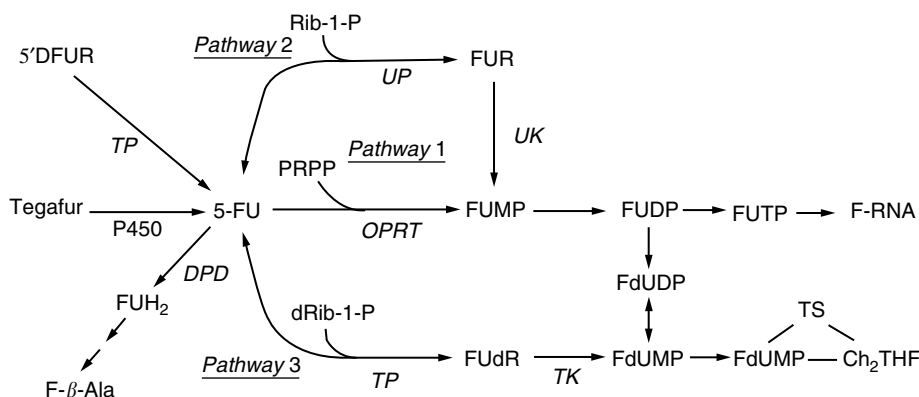 Rib-1-P
Pathway 2
5′DFUR
UP
FUR
TP
UK
Pathway 1
PRPP
Tegafur
P450
5-FU
OPRT
FUMP
FUDP
FUTP
F-RNA
DPD
FUH2
FdUDP
dRib-1-P
TS
Pathway 3
TP
FUdR
TK
FdUMP
FdUMP
Ch2THF
F-β-Ala